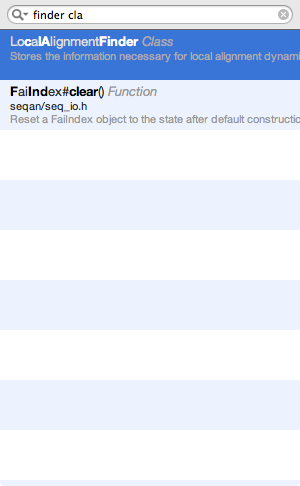 finder cla
LocalAlignmentFinder Class
Stores the information necessary for local alignment dynami
FaiIndex#clear() Function
seqan/seq_io.h
Reset a FaiIndex object to the state after default constructio